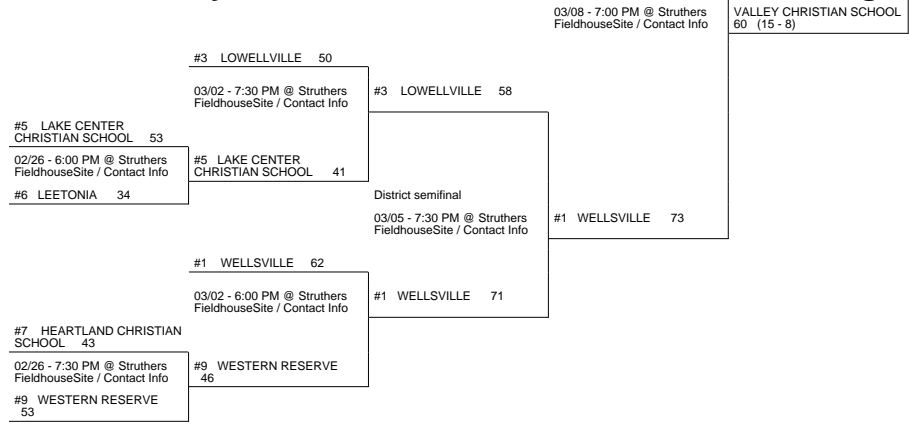 03/08 - 7:00 PM @ Struthers
FieldhouseSite / Contact Info
VALLEY CHRISTIAN SCHOOL
60 (15 - 8)
#3 LOWELLVILLE 50
03/02 - 7:30 PM @ Struthers
FieldhouseSite / Contact Info
#3 LOWELLVILLE 58
#5 LAKE CENTER
CHRISTIAN SCHOOL 53
02/26 - 6:00 PM @ Struthers
FieldhouseSite / Contact Info
#5 LAKE CENTER
CHRISTIAN SCHOOL 41
#6 LEETONIA 34
District semifinal
03/05 - 7:30 PM @ Struthers
FieldhouseSite / Contact Info
#1 WELLSVILLE 73
#1 WELLSVILLE 62
03/02 - 6:00 PM @ Struthers
FieldhouseSite / Contact Info
#1 WELLSVILLE 71
#7 HEARTLAND CHRISTIAN
SCHOOL 43
02/26 - 7:30 PM @ Struthers
FieldhouseSite / Contact Info
#9 WESTERN RESERVE
46
#9 WESTERN RESERVE
53